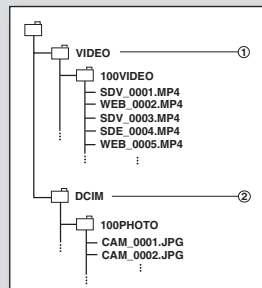 VIDEO ①
100VIDEO
SDV_0001.MP4
WEB_0002.MP4
SDV_0003.MP4
SDE_0004.MP4
WEB_0005.MP4
DCIM ②
100PHOTO
CAM_0001.JPG
CAM_0002.JPG